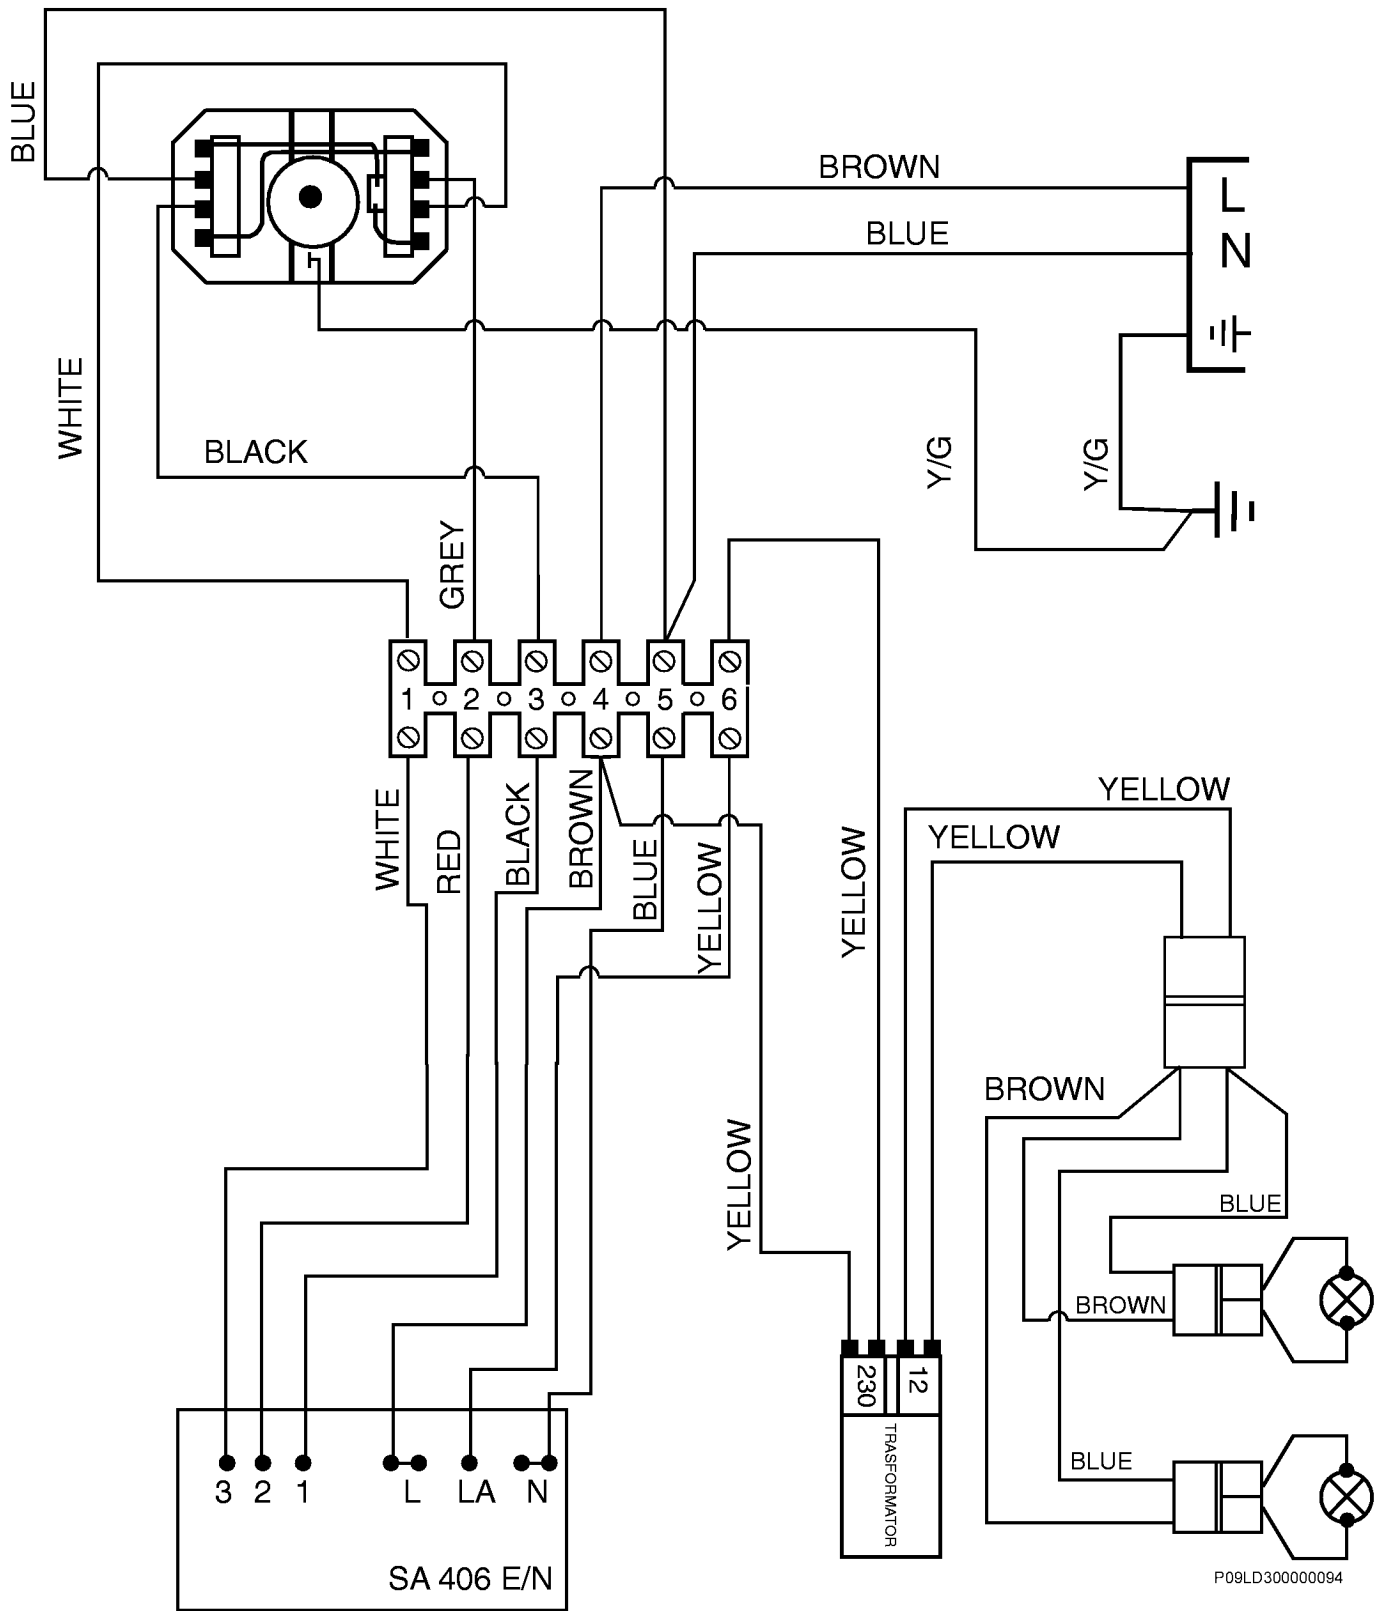 BLUE
BROWN
L
BLUE
N
WHITE
BLACK
Y/G
Y/G
GREY
1 2 3 4 5 6
WHITE
RED
BLACK
BROWN
BLUE
YELLOW
YELLOW
YELLOW
YELLOW
YELLOW
BROWN
BLUE
BROWN
230
12
TRASFORMATOR
BLUE
3 2 1 L LA N
SA 406 E/N
P09LD300000094